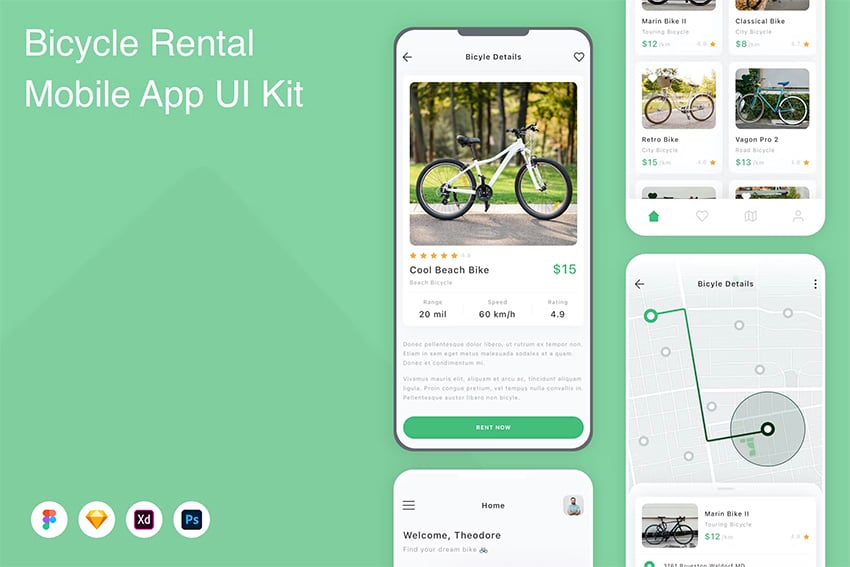 Bicycle Rental
Mobile App UI Kit
Xd
Ps
Bicyle Details
4.9
Cool Beach Bike
$15
Beach Bicycle
Range
Speed
Rating
20 mil
60 km/h
4.9
Donec pellentesque dolor libero, ut rutrum ex tempor non.
Etiam in sem eget metus malesuada sodales at a quam.
Donec et condimentum mi.
Vivamus mauris elit, aliquam et arcu ac, tincidunt aliquam
ligula. Proin congue pretium, vel tempus nulla convallis in.
Pellentesque auctor libero non bicycle.
RENT NOW
Home
Welcome, Theodore
Find your dream bike
Marin Bike II
Touring Bicycle
$12 /km
4.9
Classical Bike
City Bicycle
$8 /km
4.7
Retro Bike
City Bicycle
$15 /km
4.8
Vagon Pro 2
Road Bicycle
$13 /km
4.8
Bicyle Details
Marin Bike II
Touring Bicycle
$12 /km
4.9